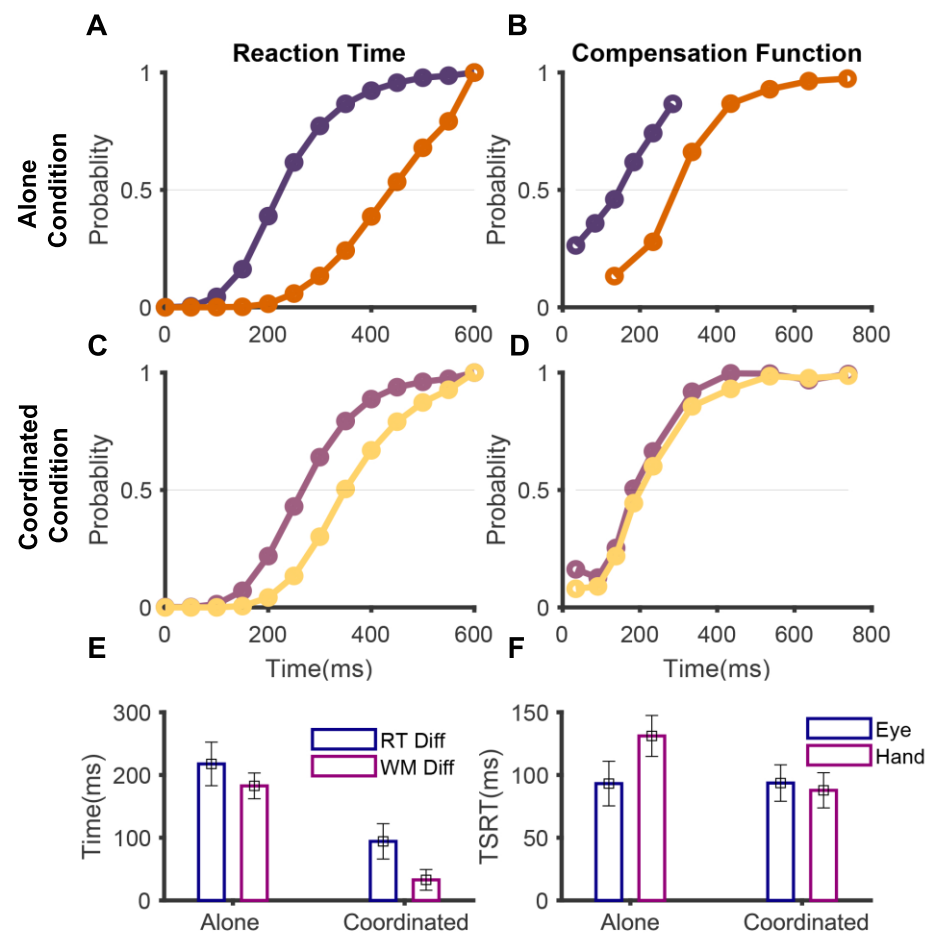 A
B
Reaction Time
Compensation Function
Alone
Condition
Probablity
1
0.5
0
0
200
400
600
Probablity
1
0.5
0
0
200
400
600
800
C
D
Coordinated
Condition
Probablity
1
0.5
0
0
200
400
600
Time(ms)
Probablity
1
0.5
0
0
200
400
600
800
Time(ms)
E
F
Time(ms)
300
200
100
0
RT Diff
WM Diff
Alone
Coordinated
TSRT(ms)
150
100
50
0
Eye
Hand
Alone
Coordinated